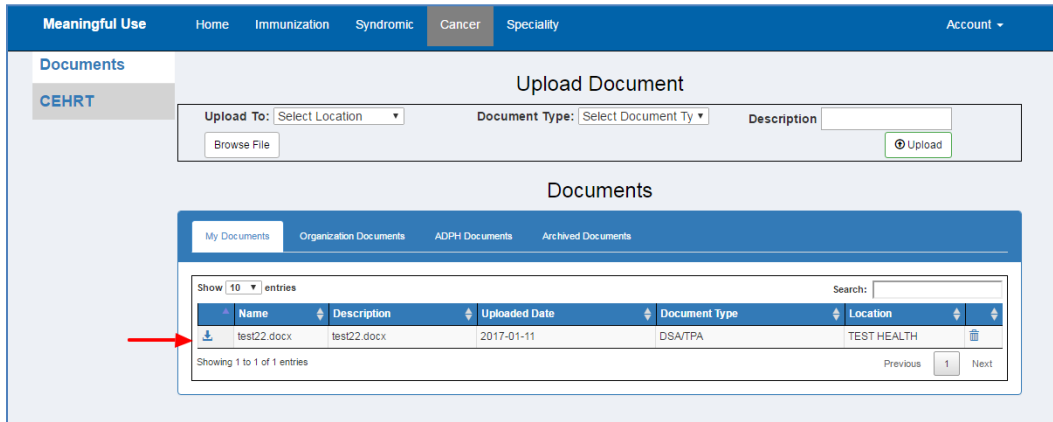 Meaningful Use Home Immunization Syndromic Cancer Speciality Account
Documents
CEHRT
Upload Document
Upload To: Select Location Document Type: Select Document Ty Description
Browse File Upload
Documents
My Documents Organization Documents ADPH Documents Archived Documents
Show 10 entries Search:
Name Description Uploaded Date Document Type Location
test22.docx test22.docx 2017-01-11 DSA/TPA TEST HEALTH
Showing 1 to 1 of 1 entries Previous 1 Next